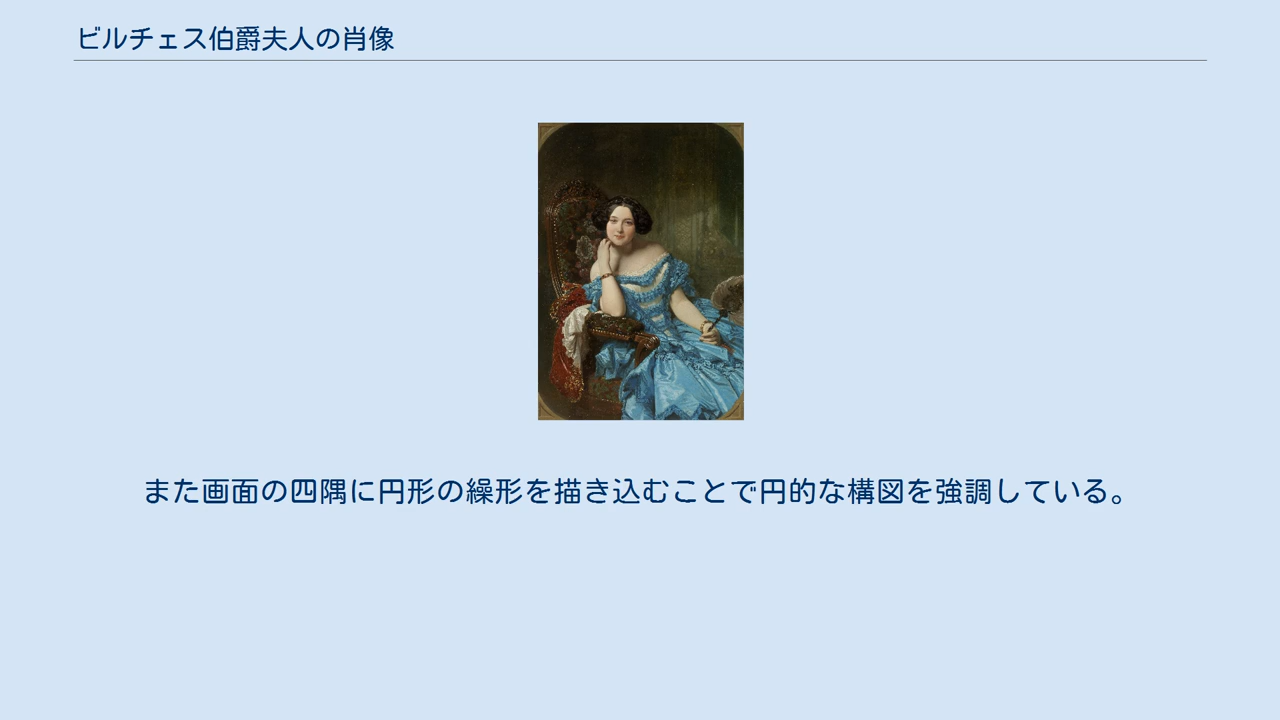 ビルチェス伯爵夫人の肖像
また画面の四隅に円形の繰形を描き込むことで円的な構図を強調している。